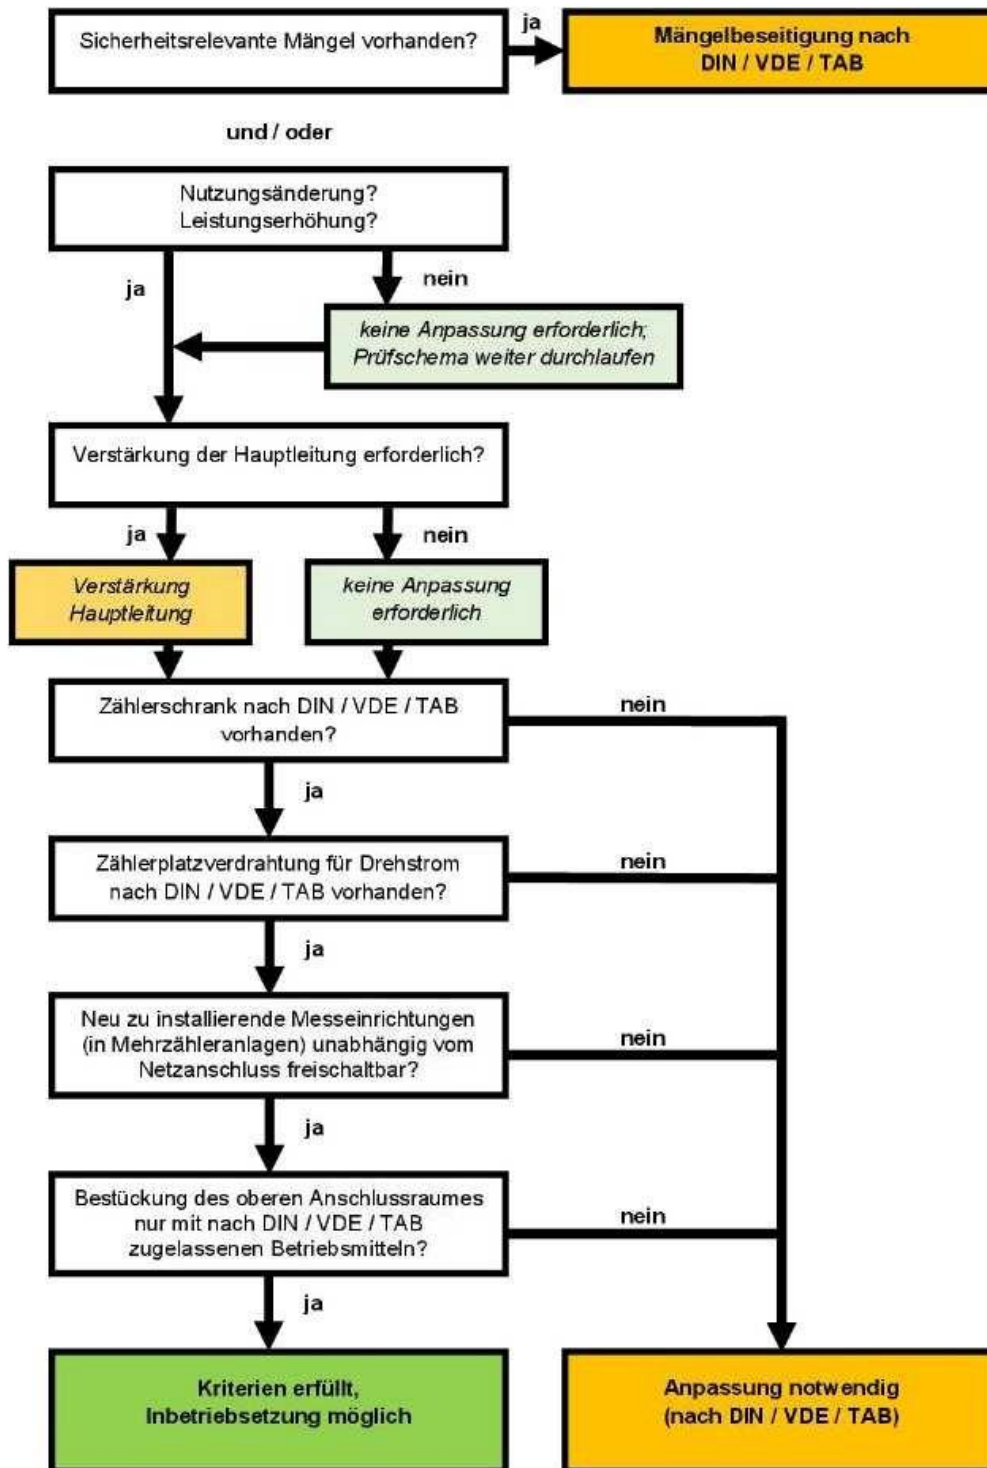 Sicherheitsrelevante Mängel vorhanden?
ja
Mängelbeseitigung nach
DIN / VDE / TAB
und / oder
Nutzungsänderung?
Leistungserhöhung?
ja
nein
keine Anpassung erforderlich;
Prüfschema weiter durchlaufen
Verstärkung der Hauptleitung erforderlich?
ja
nein
Verstärkung
Hauptleitung
keine Anpassung
erforderlich
Zählerschrank nach DIN / VDE / TAB
vorhanden?
nein
ja
Zählerplatzverdrahtung für Drehstrom
nach DIN / VDE / TAB vorhanden?
nein
ja
Neu zu installierende Messeinrichtungen
(in Mehrzähleranlagen) unabhängig vom
Netzanschluss freischaltbar?
nein
ja
Bestückung des oberen Anschlussraumes
nur mit nach DIN / VDE / TAB
zugelassenen Betriebsmitteln?
nein
ja
Kriterien erfüllt,
Inbetriebsetzung möglich
Anpassung notwendig
(nach DIN / VDE / TAB)